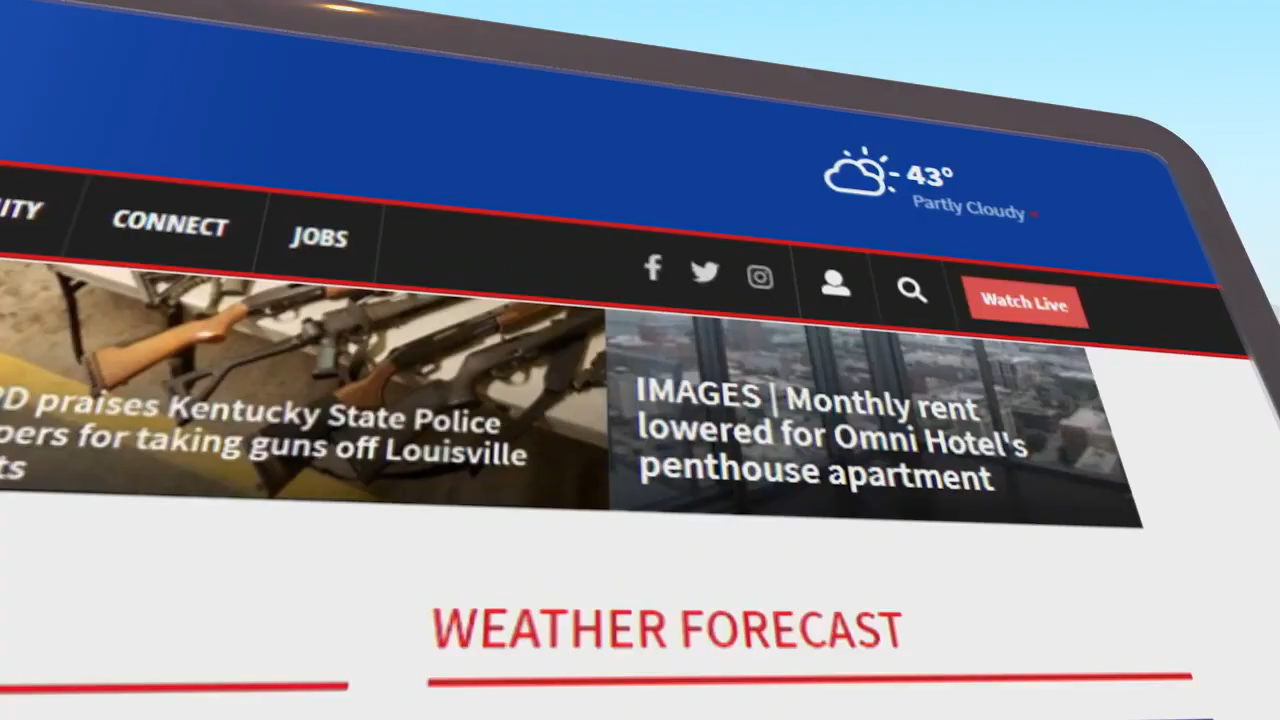 43°
Partly Cloudy
CONNECT
JOBS
Watch Live
praises Kentucky State Police
for taking guns off Louisville
IMAGES | Monthly rent
lowered for Omni Hotel's
penthouse apartment
WEATHER FORECAST